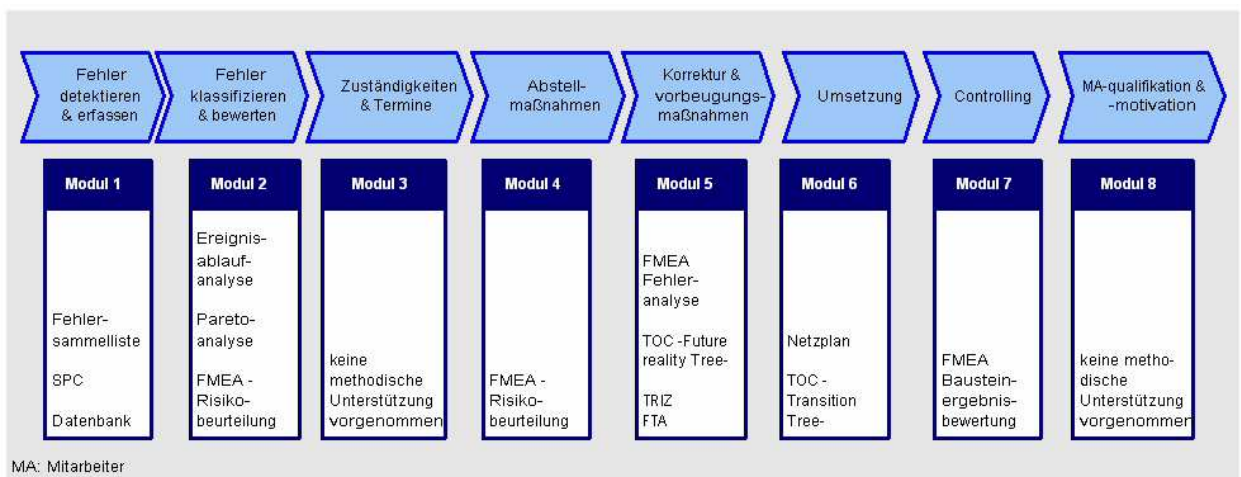 Fehler
detektieren
& erfassen
Fehler
klassifizieren
& bewerten
Zuständigkeiten
& Termine
Abstell-
maßnahmen
Korrektur &
vorbeugungs-
maßnahmen
Umsetzung
Controlling
MA-qualifikation &
-motivation
Modul 1
Fehler-
sammelliste
SPC
Datenbank
Modul 2
Ereignis-
ablauf-
analyse
Pareto-
analyse
FMEA -
Risiko-
beurteilung
Modul 3
keine
methodische
Unterstützung
vorgenommen
Modul 4
FMEA -
Risiko-
beurteilung
Modul 5
FMEA
Fehler-
analyse
TOC -Future
reality Tree-
TRIZ
FTA
Modul 6
Netzplan
TOC -
Transition
Tree-
Modul 7
FMEA
Baustein-
ergebnis-
bewertung
Modul 8
keine metho-
dische
Unterstützung
vorgenommen
MA: Mitarbeiter